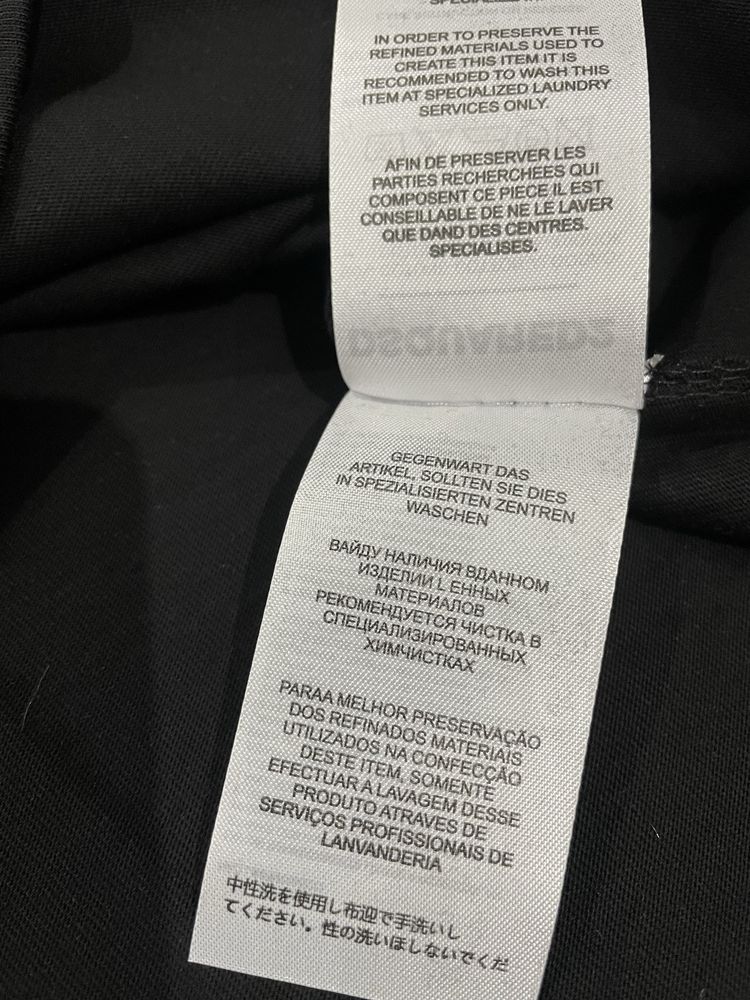 IN ORDER TO PRESERVE THE
REFINED MATERIALS USED TO
CREATE THIS ITEM IT IS
RECOMMENDED TO WASH THIS
ITEM AT SPECIALIZED LAUNDRY
SERVICES ONLY.
AFIN DE PRESERVER LES
PARTIES RECHERCHEES QUI
COMPOSENT CE PIECE IL EST
CONSEILLABLE DE NE LE LAVER
QUE DAND DES CENTRES.
SPECIALISES.
DSQUARED2
GEGENWART DAS
ARTIKEL, SOLLTEN SIE DIES
IN SPEZIALISIERTEN ZENTREN
WASCHEN
ВАЙДУ НАЛИЧИЯ ВДАННОМ
ИЗДЕЛИИ L ЕННЫХ
МАТЕРИАЛОВ
РЕКОМЕНДУЕТСЯ ЧИСТКА В
СПЕЦИАЛИЗИРОВАННЫХ
ХИМЧИСТКАХ
PARAA MELHOR PRESERVAÇÃO
DOS REFINADOS MATERIAIS
UTILIZADOS NA CONFECÇÃO
DESTE ITEM. SOMENTE
EFECTUAR A LAVAGEM DESSE
PRODUTO ATRAVES DE
SERVIÇOS PROFISSIONAIS DE
LANVANDERIA
中性洗を使用し布迎で手洗いし
てください。性の洗いほしないでくだ